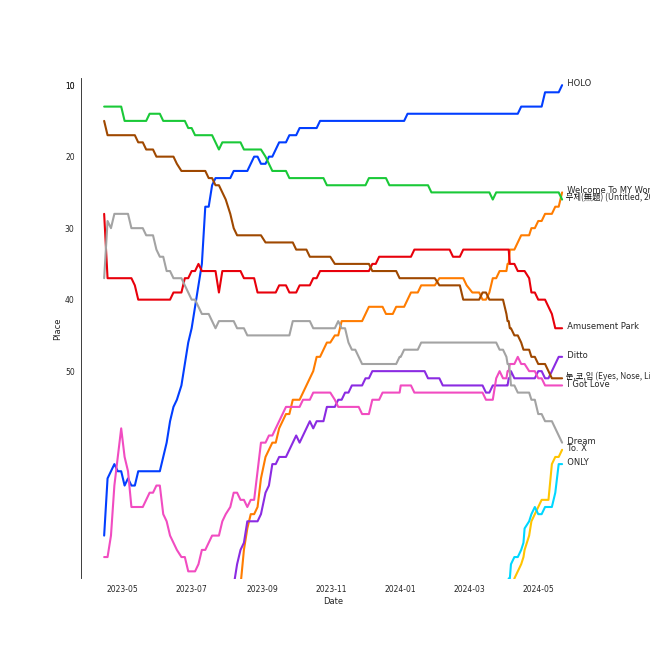 10
HOLO
20
Welcome To MY Wor
무제(無題) (Untitled, 20
30
40
Amusement Park
Place
Ditto
50
눈,코,입 (Eyes, Nose, Li
I Got Love
Dream
To. X
ONLY
2023-05
2023-07
2023-09
2023-11
2024-01
2024-03
2024-05
Date